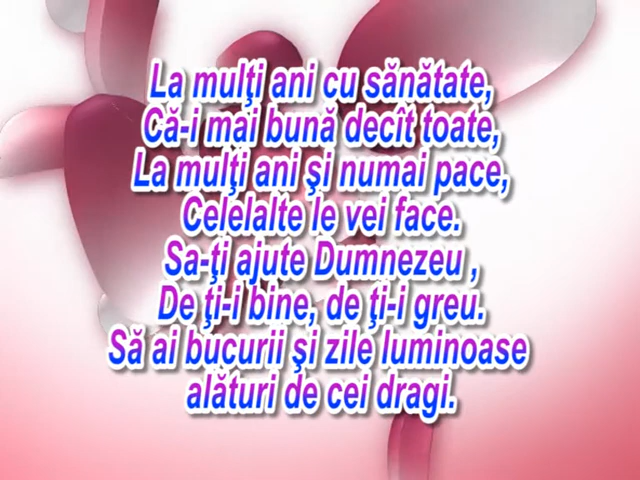 La mulţi ani cu sănătate,
Că-i mai bună decît toate,
La mulţi ani şi numai pace,
Celelalte le vei face.
Sa-ţi ajute Dumnezeu ,
De ţi-i bine, de ţi-i greu.
Să ai bucurii şi zile luminoase
alături de cei dragi.